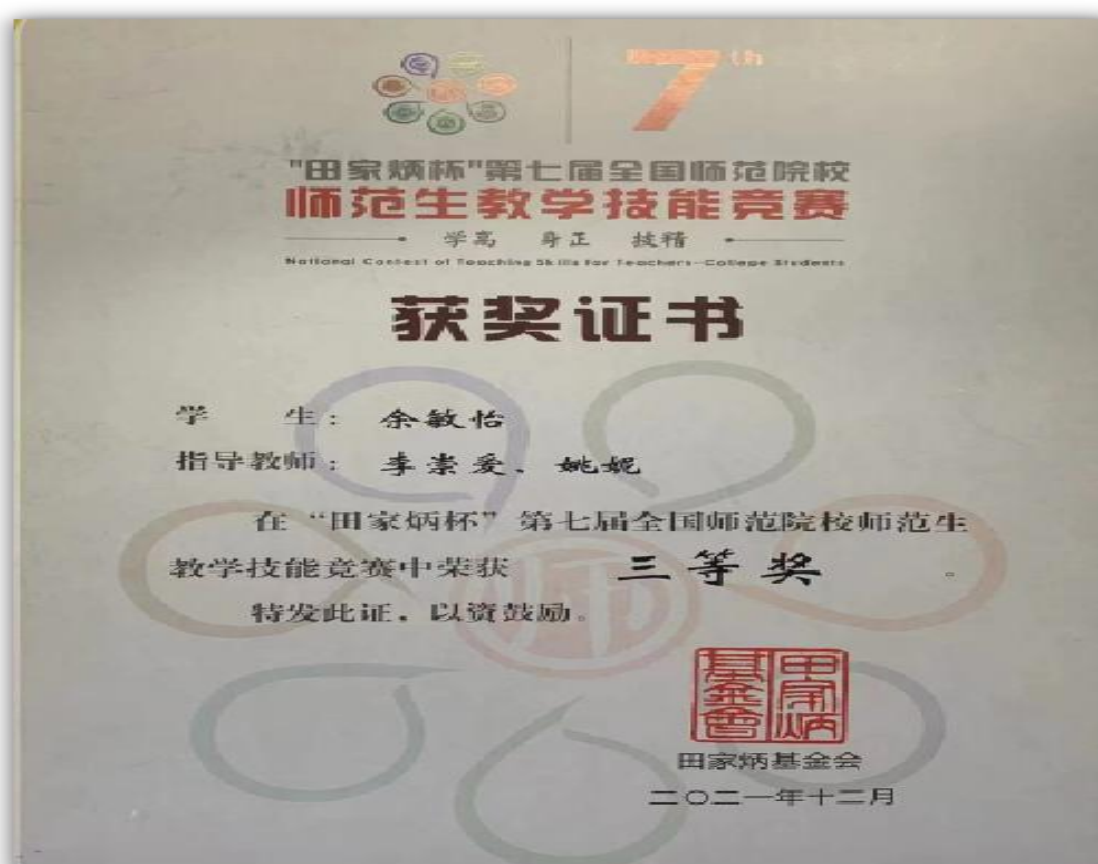 7th
"田家炳杯"第七届全国师范院校
师范生教学技能竞赛
学高 身正 技精
National Contest of Teaching Skills for Teachers-College Students
获奖证书
学 生： 余敏怡
指导教师： 李崇爱、姚妮
在“田家炳杯”第七届全国师范院校师范生
教学技能竞赛中荣获 三等奖 。
特发此证，以资鼓励。
师
田家炳
基金會
田家炳基金会
二〇二一年十二月